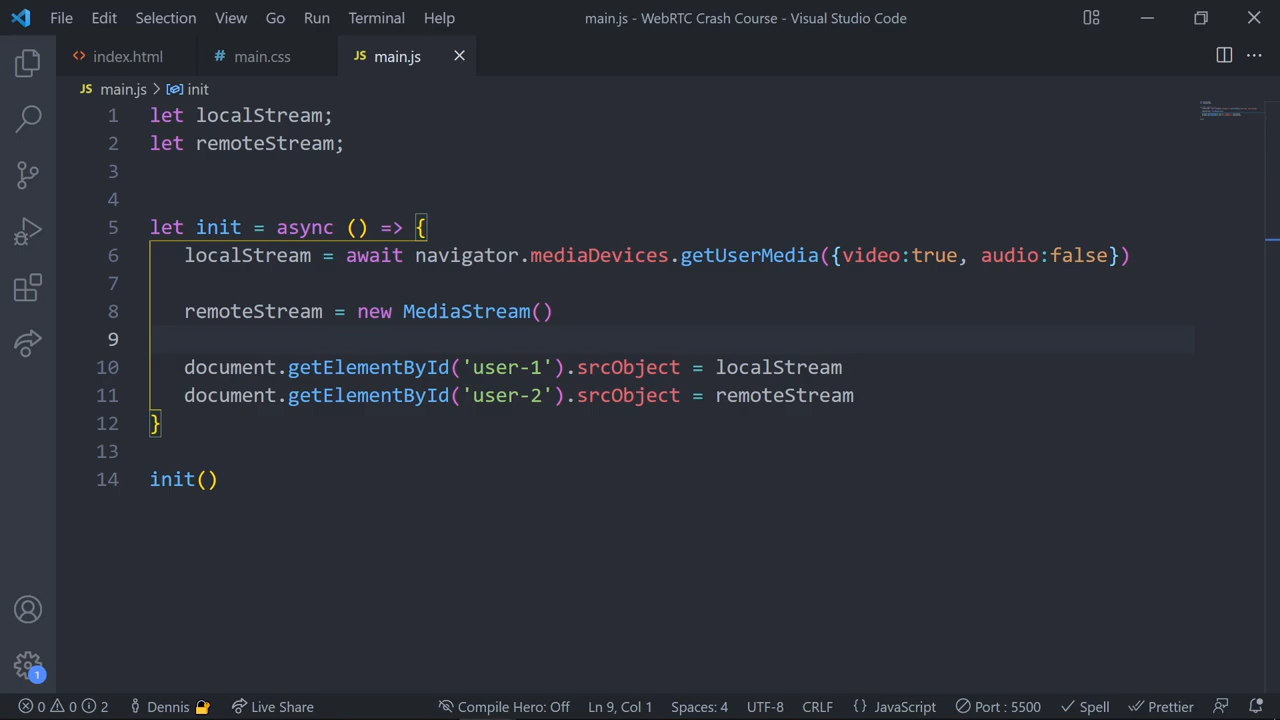 File Edit Selection View Go Run Terminal Help main.js - WebRTC Crash Course - Visual Studio Code
<> index.html # main.css JS main.js
JS main.js > init
1 let localStream;
2 let remoteStream;
3
4
5 let init = async () => {
6 localStream = await navigator.mediaDevices.getUserMedia({video:true, audio:false})
7
8 remoteStream = new MediaStream()
9
10 document.getElementById('user-1').srcObject = localStream
11 document.getElementById('user-2').srcObject = remoteStream
12 }
13
14 init()
1
0 0 2 Dennis Live Share Compile Hero: Off Ln 9, Col 1 Spaces: 4 UTF-8 CRLF {} JavaScript Port : 5500 Spell Prettier